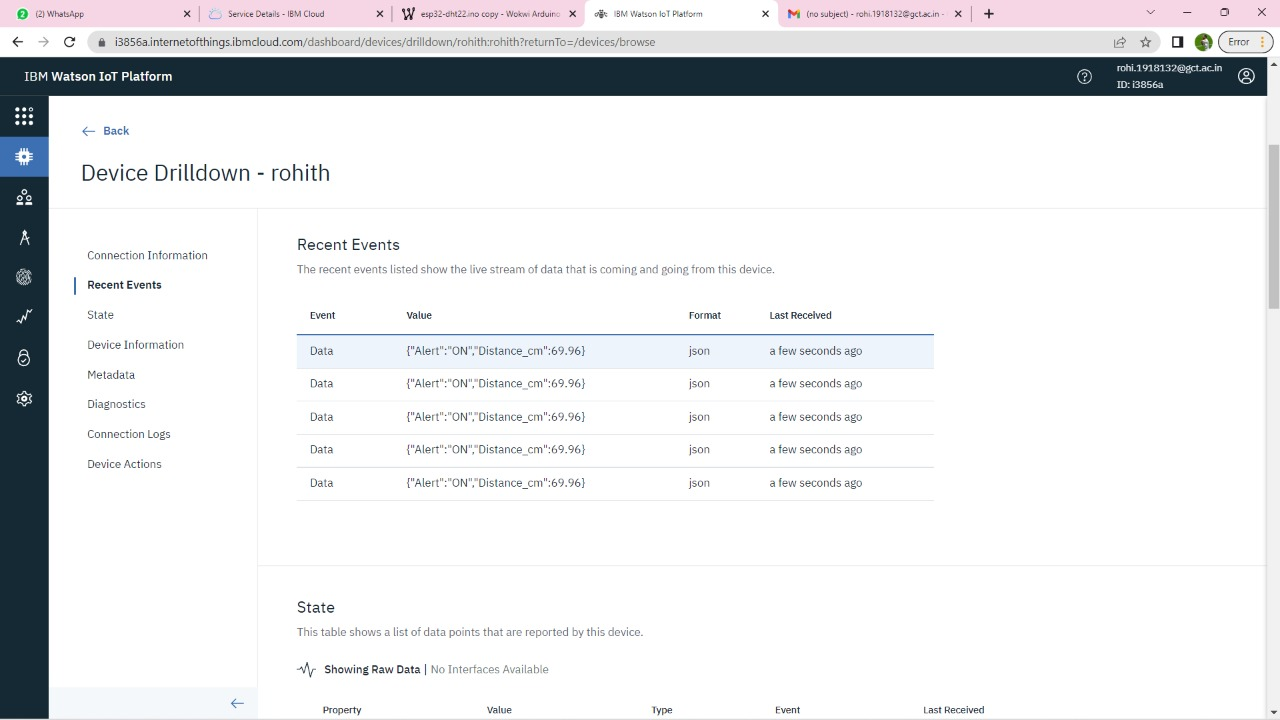 (2) WhatsApp
Service Details - IBM Cloud
esp32-dht22.ino copy - Wokwi Arduino
IBM Watson IoT Platform
(no subject) - rohi.1918132@gct.ac.in -
i3856a.internetofthings.ibmcloud.com/dashboard/devices/drilldown/rohith:rohith?returnTo=/devices/browse
Error
IBM Watson IoT Platform
rohi.1918132@gct.ac.in
ID: i3856a
Back
Device Drilldown - rohith
Connection Information
Recent Events
State
Device Information
Metadata
Diagnostics
Connection Logs
Device Actions
Recent Events
The recent events listed show the live stream of data that is coming and going from this device.
Event Value Format Last Received
Data {"Alert":"ON","Distance_cm":69.96} json a few seconds ago
Data {"Alert":"ON","Distance_cm":69.96} json a few seconds ago
Data {"Alert":"ON","Distance_cm":69.96} json a few seconds ago
Data {"Alert":"ON","Distance_cm":69.96} json a few seconds ago
Data {"Alert":"ON","Distance_cm":69.96} json a few seconds ago
State
This table shows a list of data points that are reported by this device.
Showing Raw Data | No Interfaces Available
Property Value Type Event Last Received